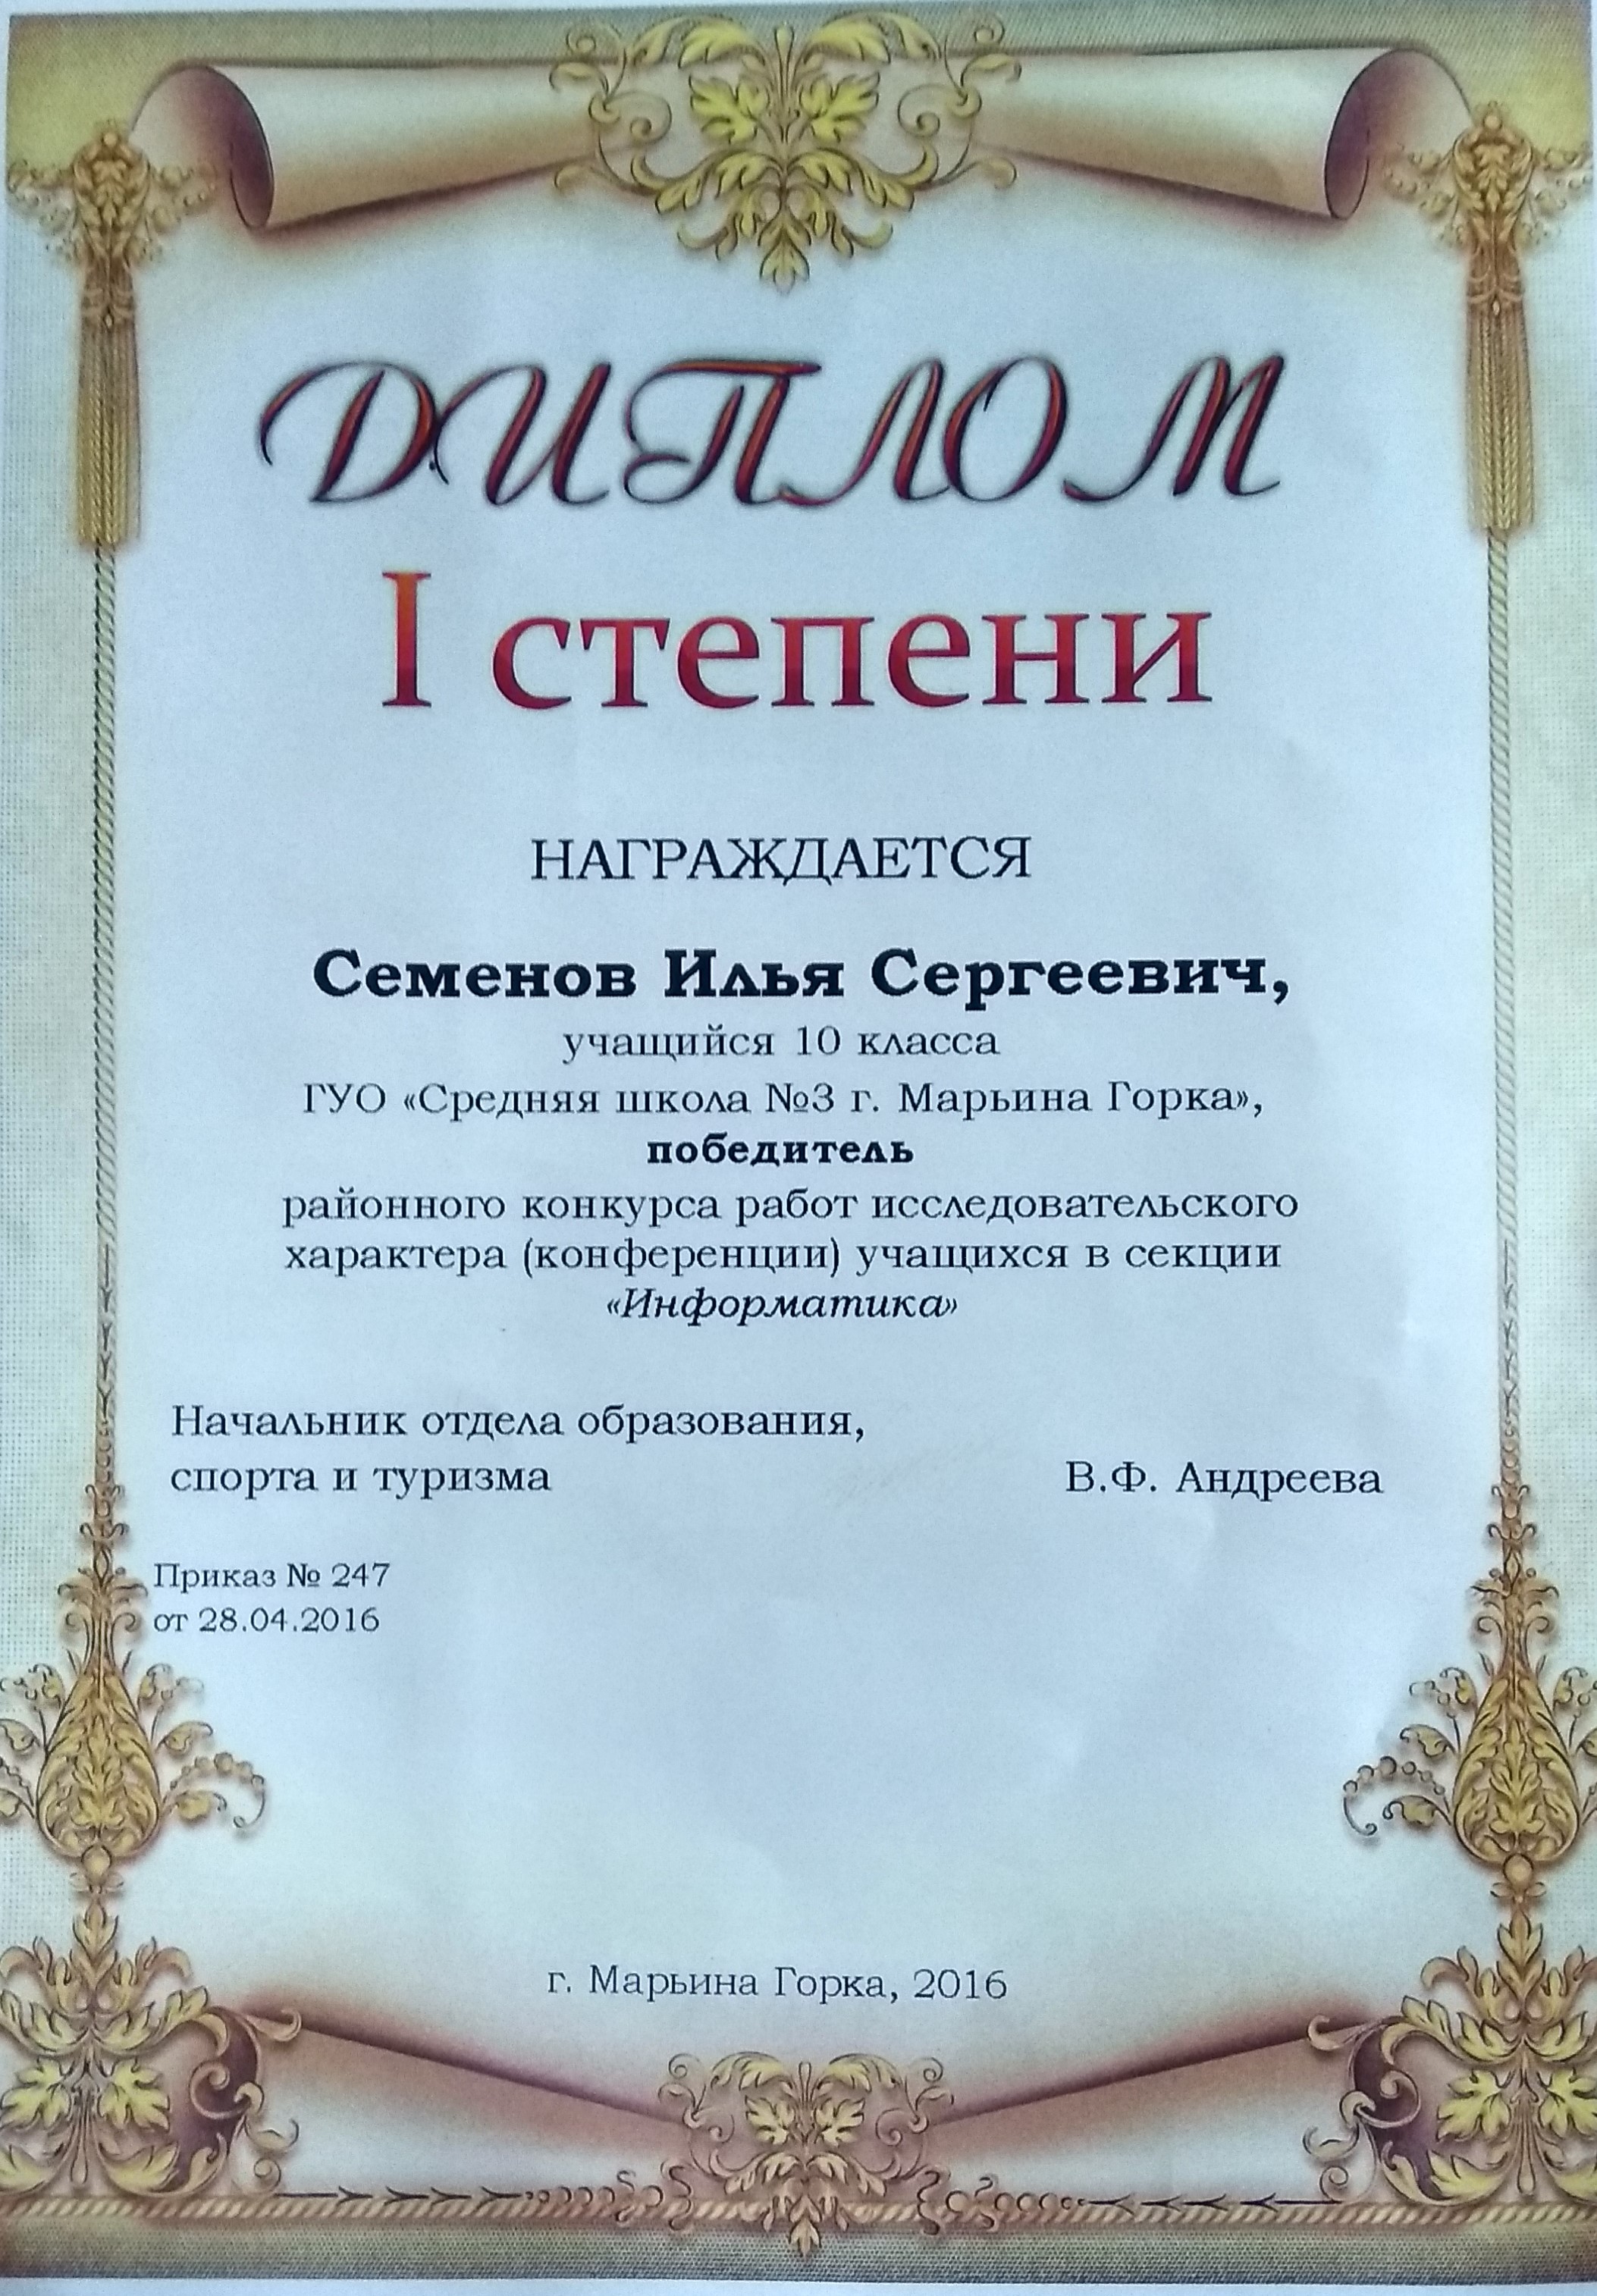 ДИПЛОМ
I степени
НАГРАЖДАЕТСЯ
Семенов Илья Сергеевич,
учащийся 10 класса
ГУО «Средняя школа №3 г. Марьина Горка»,
победитель
районного конкурса работ исследовательского
характера (конференции) учащихся в секции
«Информатика»
Начальник отдела образования,
спорта и туризма В.Ф. Андреева
Приказ № 247
от 28.04.2016
г. Марьина Горка, 2016